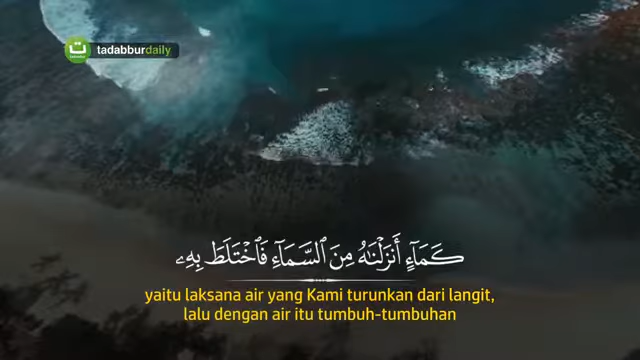 tadabburdaily
كَمَآءٍ أَنزَلْنَـٰهُ مِنَ ٱلسَّمَآءِ فَٱخْتَلَطَ بِهِۦ
yaitu laksana air yang Kami turunkan dari langit,
lalu dengan air itu tumbuh-tumbuhan